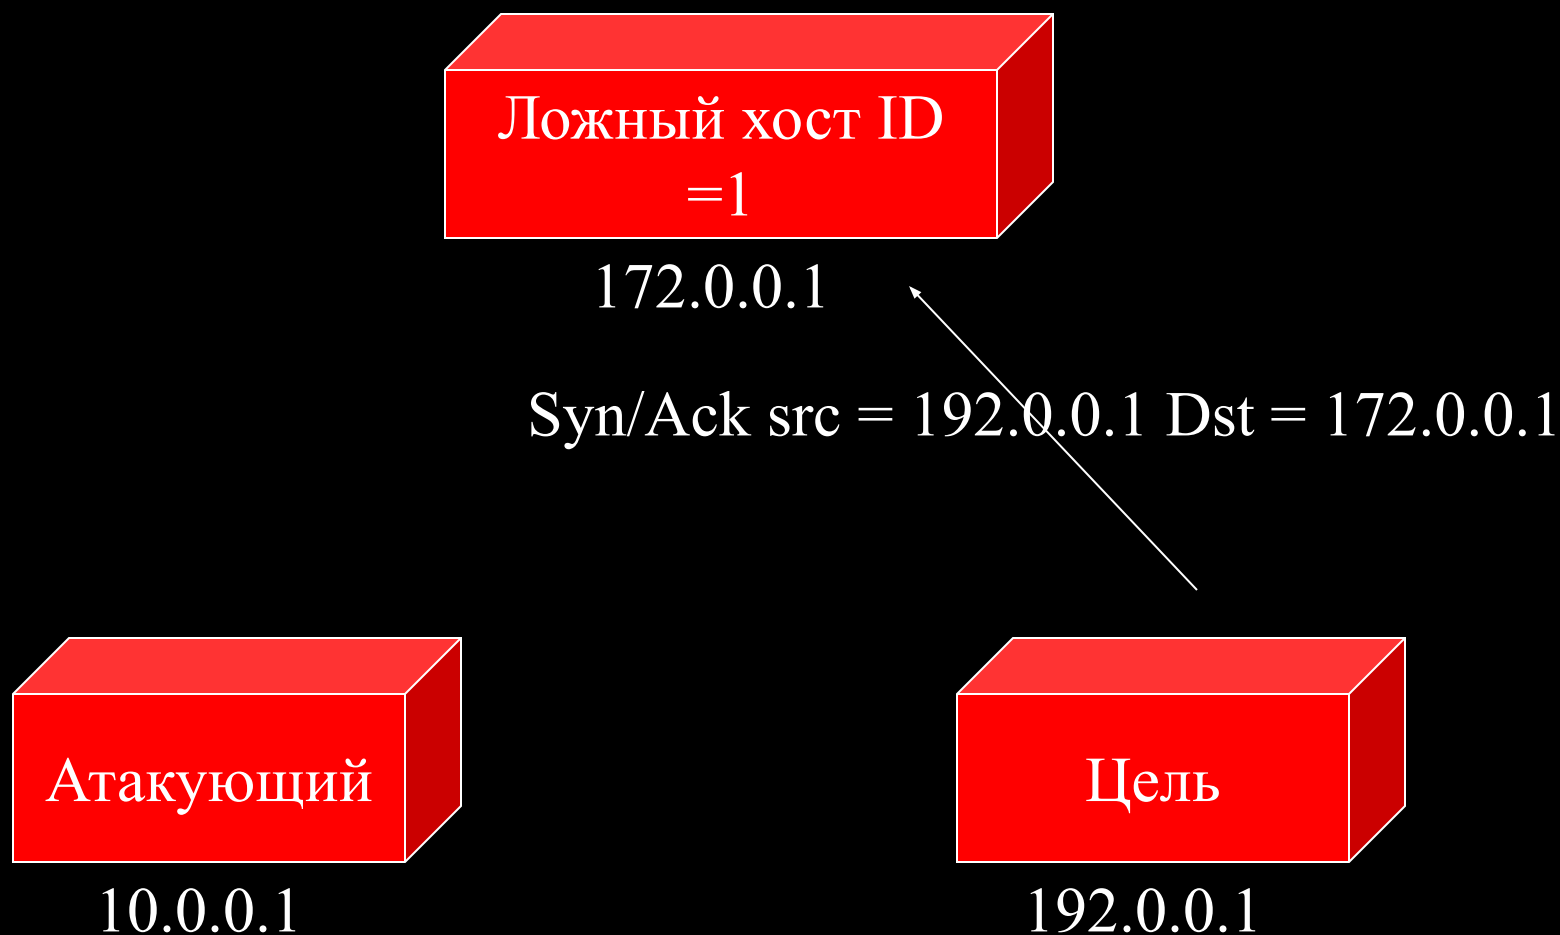 Ложный хост ID
=1
172.0.0.1
Syn/Ack src = 192.0.0.1 Dst = 172.0.0.1
Атакующий
Цель
10.0.0.1
192.0.0.1